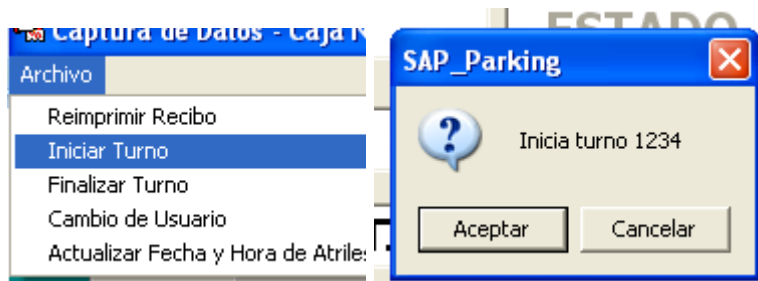 Captura de Datos - Caja N
Archivo
Reimprimir Recibo
Iniciar Turno
Finalizar Turno
Cambio de Usuario
Actualizar Fecha y Hora de Atriles
ESTADO
SAP_Parking
Inicia turno 1234
Aceptar
Cancelar